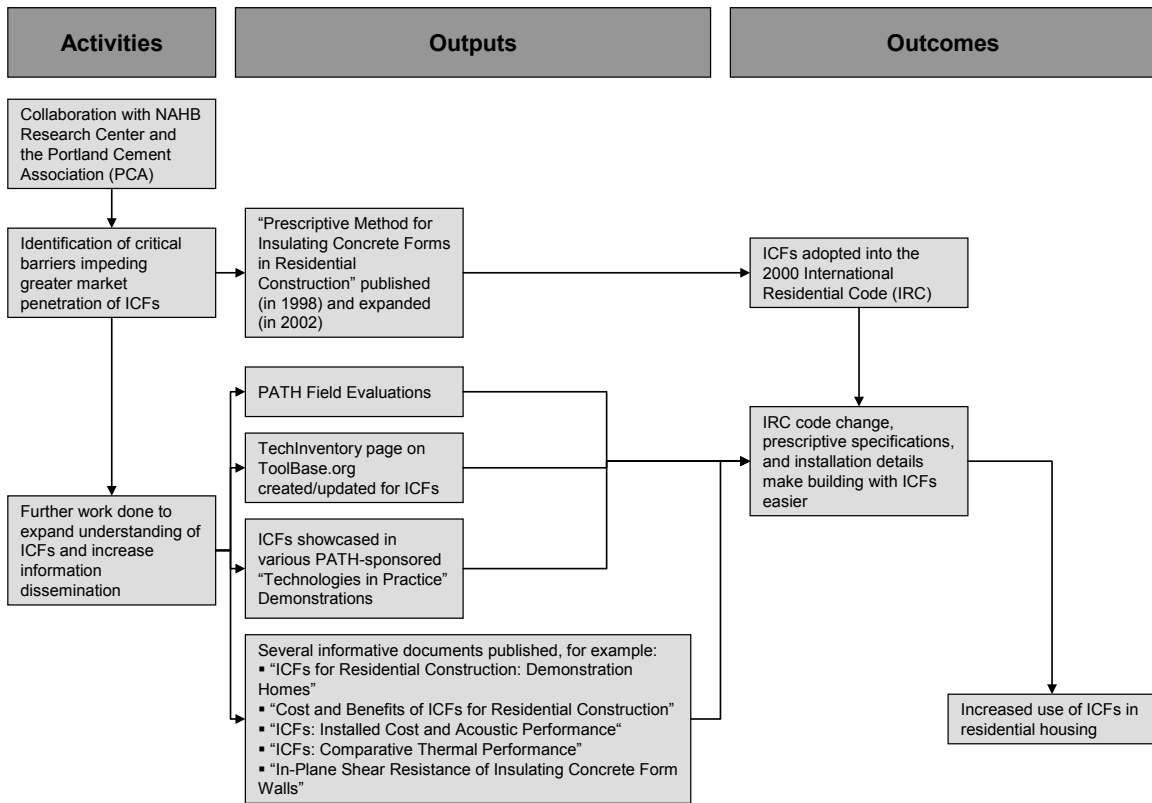 Activities
Outputs
Outcomes
Collaboration with NAHB
Research Center and
the Portland Cement
Association (PCA)
Identification of critical
barriers impeding
greater market
penetration of ICFs
Further work done to
expand understanding of
ICFs and increase
information
dissemination
“Prescriptive Method for
Insulating Concrete Forms
in Residential
Construction” published
(in 1998) and expanded
(in 2002)
PATH Field Evaluations
TechInventory page on
ToolBase.org
created/updated for ICFs
ICFs showcased in
various PATH-sponsored
“Technologies in Practice”
Demonstrations
Several informative documents published, for example:
▪ “ICFs for Residential Construction: Demonstration
Homes”
▪ “Cost and Benefits of ICFs for Residential Construction”
▪ “ICFs: Installed Cost and Acoustic Performance“
▪ “ICFs: Comparative Thermal Performance”
▪ “In-Plane Shear Resistance of Insulating Concrete Form
Walls”
ICFs adopted into the
2000 International
Residential Code (IRC)
IRC code change,
prescriptive specifications,
and installation details
make building with ICFs
easier
Increased use of ICFs in
residential housing